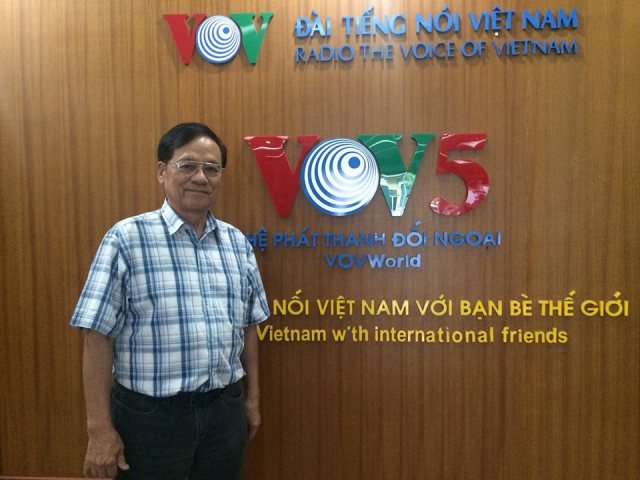 VOV ĐÀI TIẾNG NÓI VIỆT NAM
RADIO THE VOICE OF VIETNAM
VOV5
HỆ PHÁT THANH ĐỐI NGOẠI
VOVWorld
NỐI VIỆT NAM VỚI BẠN BÈ THẾ GIỚI
Vietnam with international friends